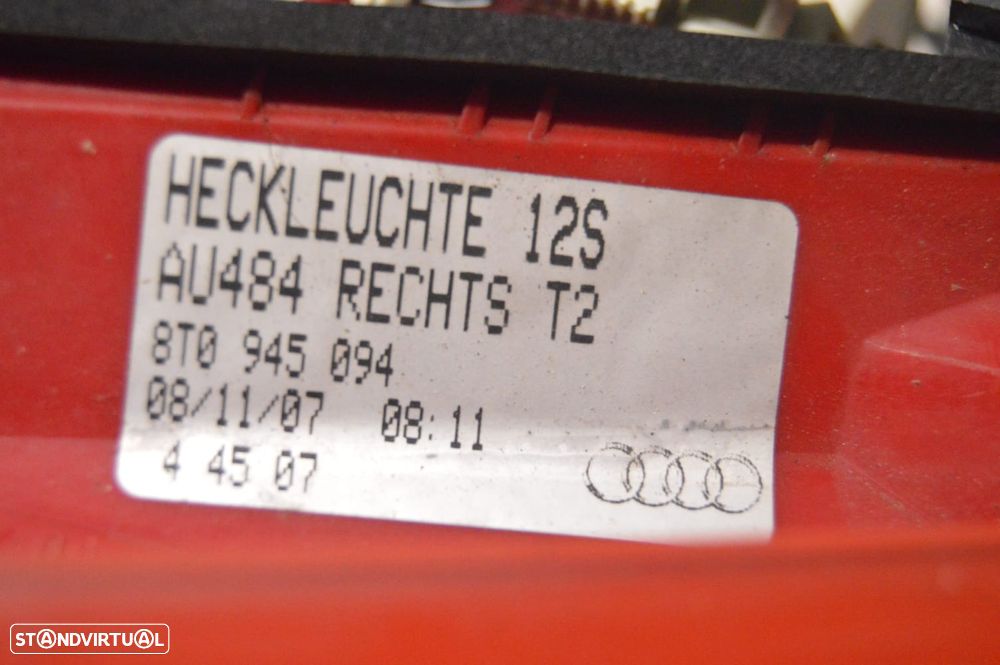 HECKLEUCHTE 12S
AU484 RECHTS T2
8T0 945 094
08/11/07 08:11
4 45 07
STANDVIRTUAL